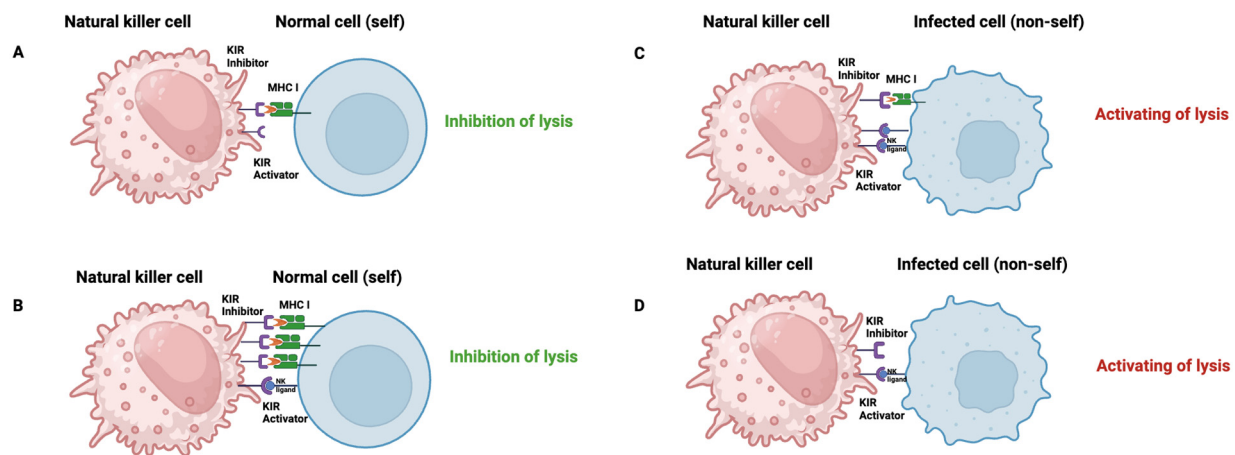 A
Natural killer cell
Normal cell (self)
KIR
Inhibitor
MHC I
KIR
Activator
Inhibition of lysis
B
Natural killer cell
Normal cell (self)
KIR
Inhibitor
MHC I
NK
ligand
KIR
Activator
Inhibition of lysis
C
Natural killer cell
Infected cell (non-self)
KIR
Inhibitor
MHC I
NK
ligand
KIR
Activator
Activating of lysis
D
Natural killer cell
Infected cell (non-self)
KIR
Inhibitor
NK
ligand
KIR
Activator
Activating of lysis